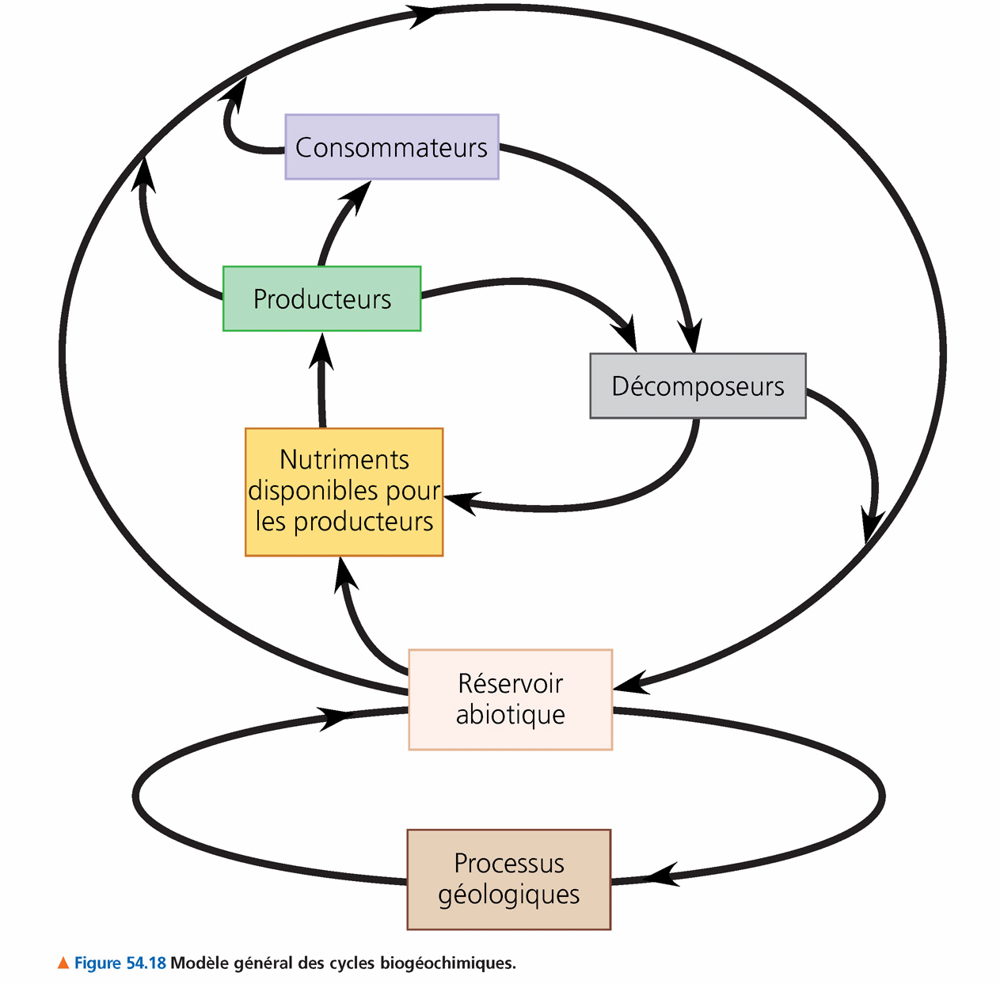 Consommateurs
Producteurs
Décomposeurs
Nutriments
disponibles pour
les producteurs
Réservoir
abiotique
Processus
géologiques
▲ Figure 54.18 Modèle général des cycles biogéochimiques.